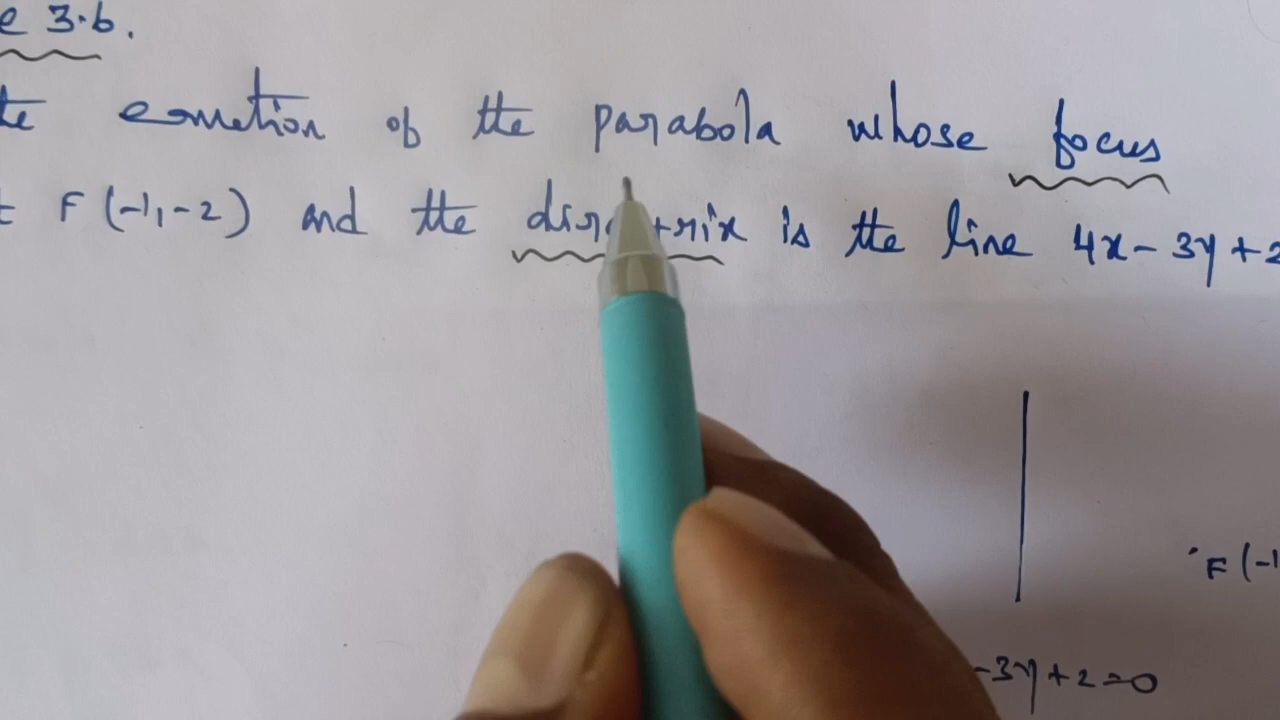 e 3.6.
te equation of the parabola whose focus
t F (-1, -2) and the directrix is the line 4x - 3y + 2
F (-1
- 3y + 2 = 0